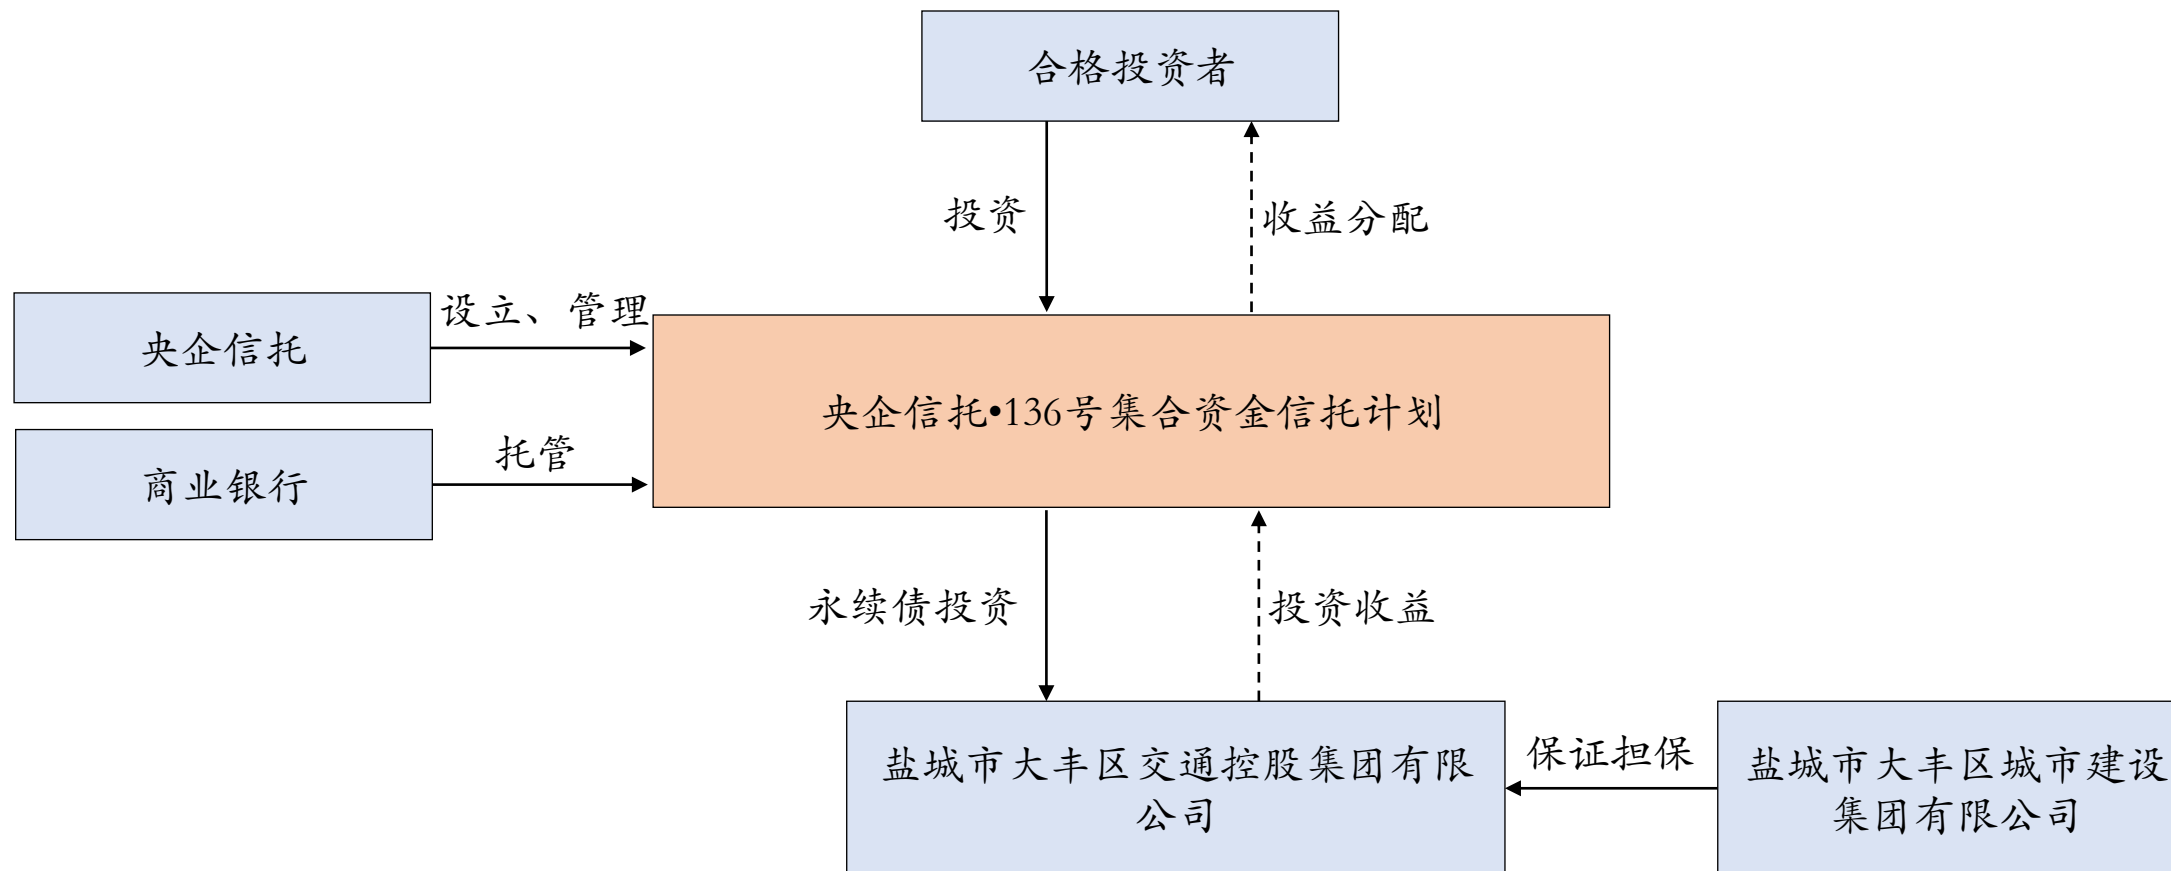 合格投资者
投资
收益分配
设立、管理
央企信托
央企信托•136号集合资金信托计划
托管
商业银行
永续债投资
投资收益
盐城市大丰区交通控股集团有限
公司
保证担保
盐城市大丰区城市建设
集团有限公司